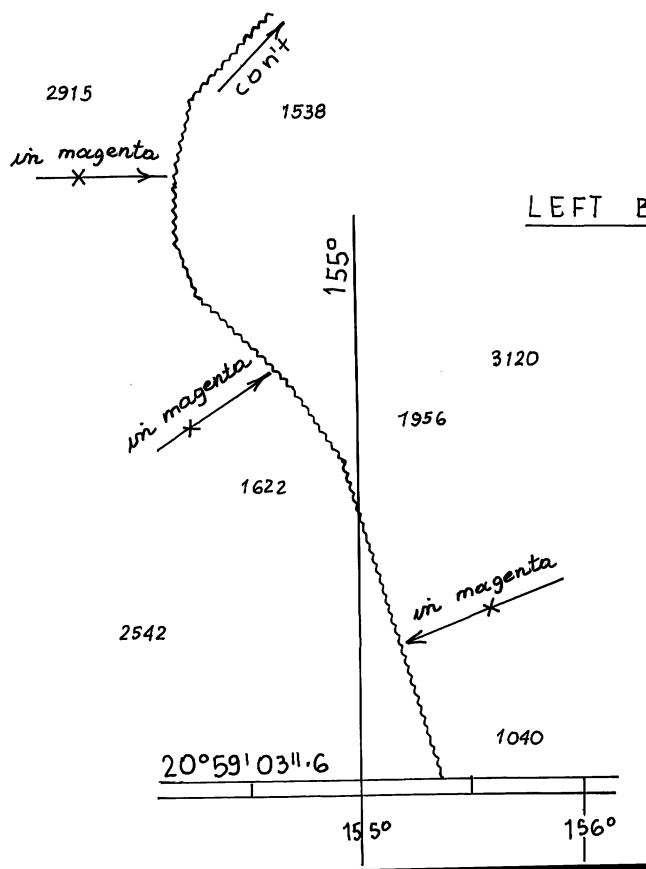 con't
2915
1538
in magenta
LEFT B
155°
3120
in magenta
1956
1622
in magenta
2542
1040
20°59'03".6
155°
156°